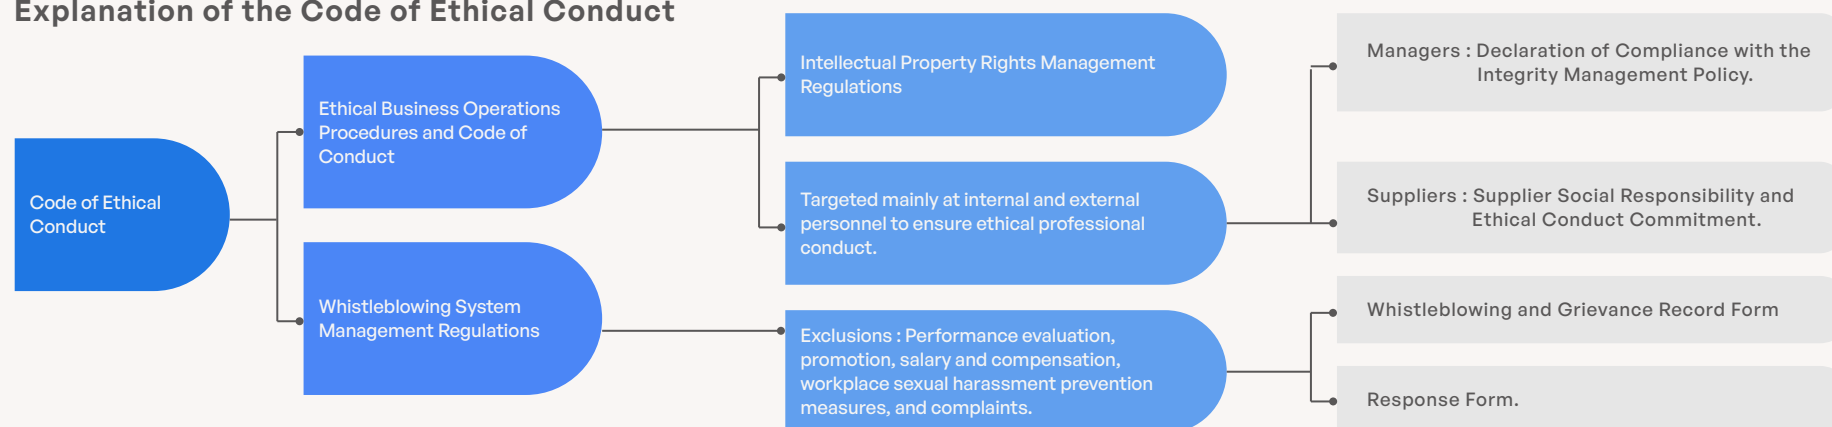 Explanation of the Code of Ethical Conduct
Code of Ethical
Conduct
Ethical Business Operations
Procedures and Code of
Conduct
Whistleblowing System
Management Regulations
Intellectual Property Rights Management
Regulations
Targeted mainly at internal and external
personnel to ensure ethical professional
conduct.
Exclusions : Performance evaluation,
promotion, salary and compensation,
workplace sexual harassment prevention
measures, and complaints.
Managers : Declaration of Compliance with the
Integrity Management Policy.
Suppliers : Supplier Social Responsibility and
Ethical Conduct Commitment.
Whistleblowing and Grievance Record Form
Response Form.